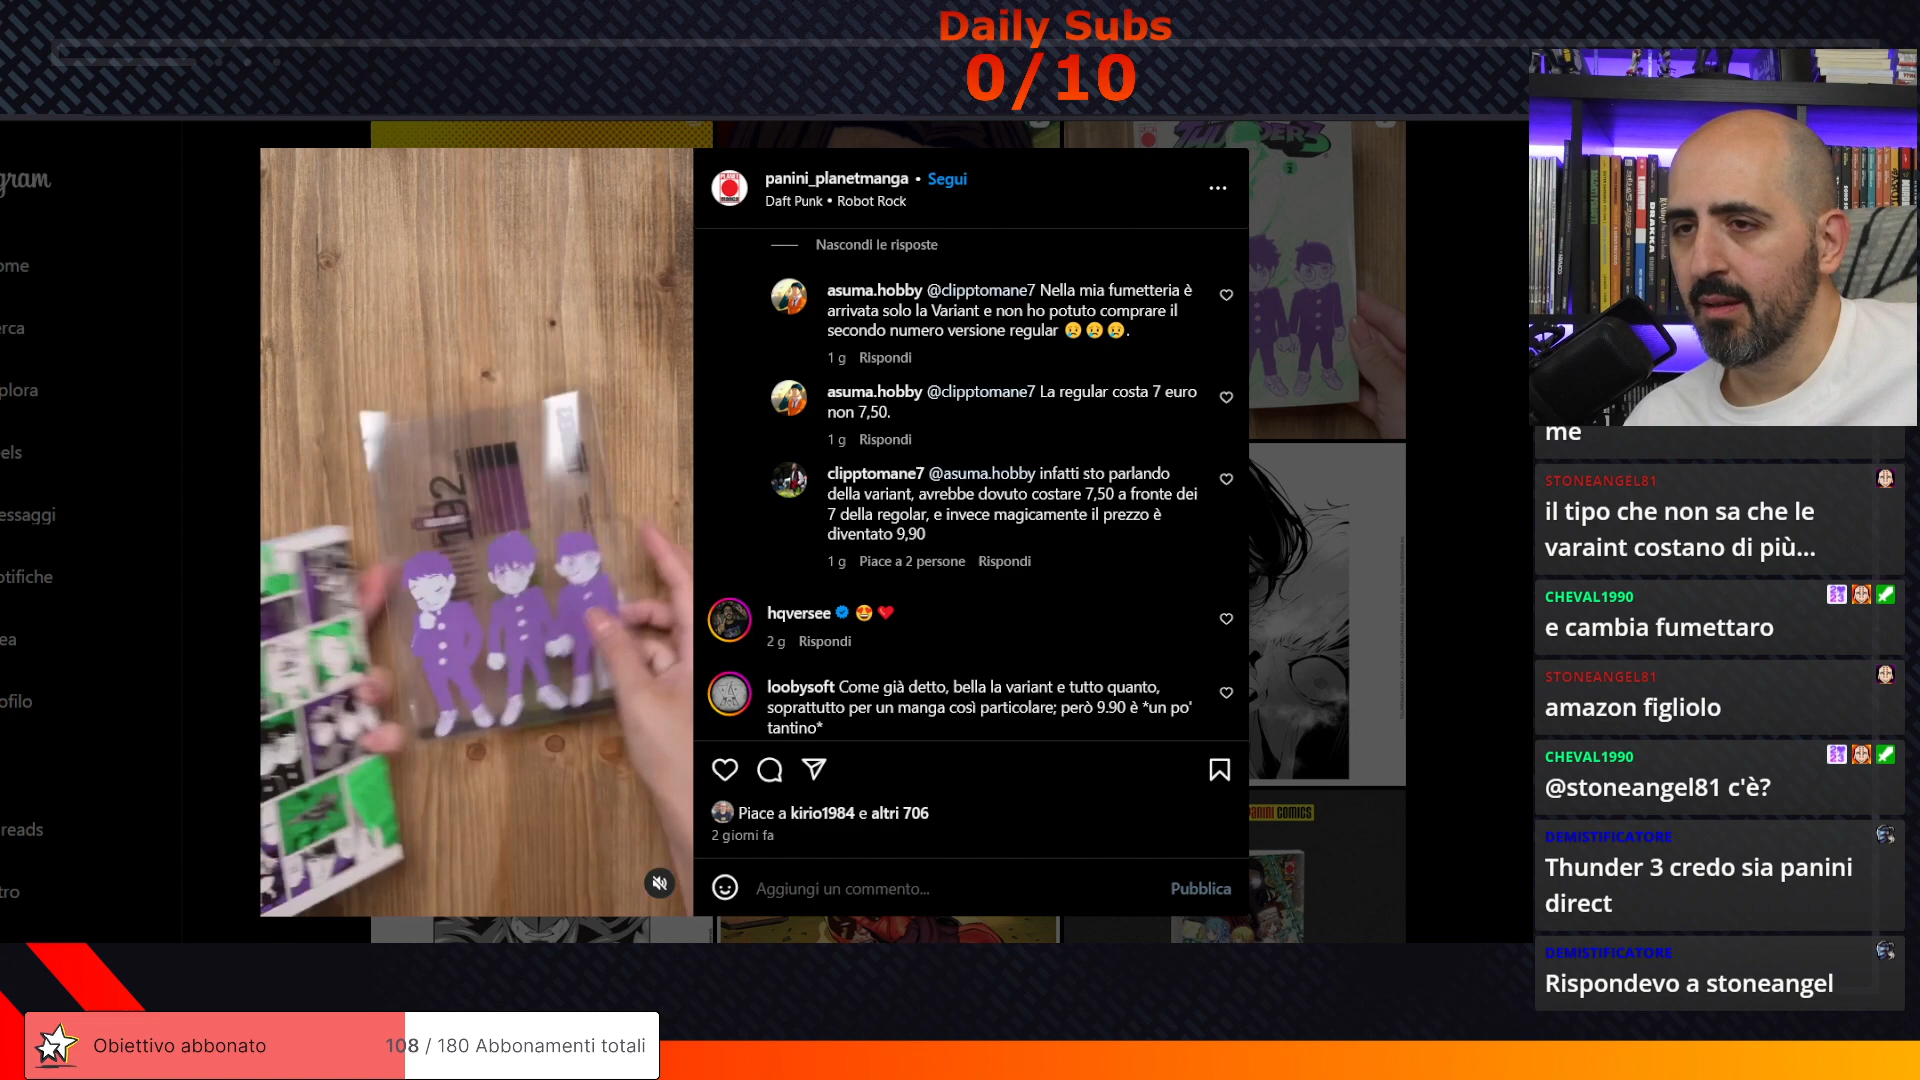 Daily Subs
0/10
gram
ome
erca
plora
els
essaggi
otifiche
ea
ofilo
reads
tro
THUNDER3
panini_planetmanga • Segui
Daft Punk • Robot Rock
Nascondi le risposte
asuma.hobby @clipptomane7 Nella mia fumetteria è
arrivata solo la Variant e non ho potuto comprare il
secondo numero versione regular 😥😥😥.
1 g Rispondi
asuma.hobby @clipptomane7 La regular costa 7 euro
non 7,50.
1 g Rispondi
clipptomane7 @asuma.hobby infatti sto parlando
della variant, avrebbe dovuto costare 7,50 a fronte dei
7 della regolar, e invece magicamente il prezzo è
diventato 9,90
1 g Piace a 2 persone Rispondi
hqversee 😍❤️
2 g Rispondi
loobysoft Come già detto, bella la variant e tutto quanto,
soprattutto per un manga così particolare; però 9.90 è *un po'
tantino*
Piace a kirio1984 e altri 706
2 giorni fa
Aggiungi un commento...
Pubblica
PANINI COMICS
DRAKKA
me
STONEANGEL81
il tipo che non sa che le
varaint costano di più...
CHEVAL1990
e cambia fumettaro
STONEANGEL81
amazon figliolo
CHEVAL1990
@stoneangel81 c'è?
DEMISTIFICATORE
Thunder 3 credo sia panini
direct
DEMISTIFICATORE
Rispondevo a stoneangel
Obiettivo abbonato
108 / 180 Abbonamenti totali